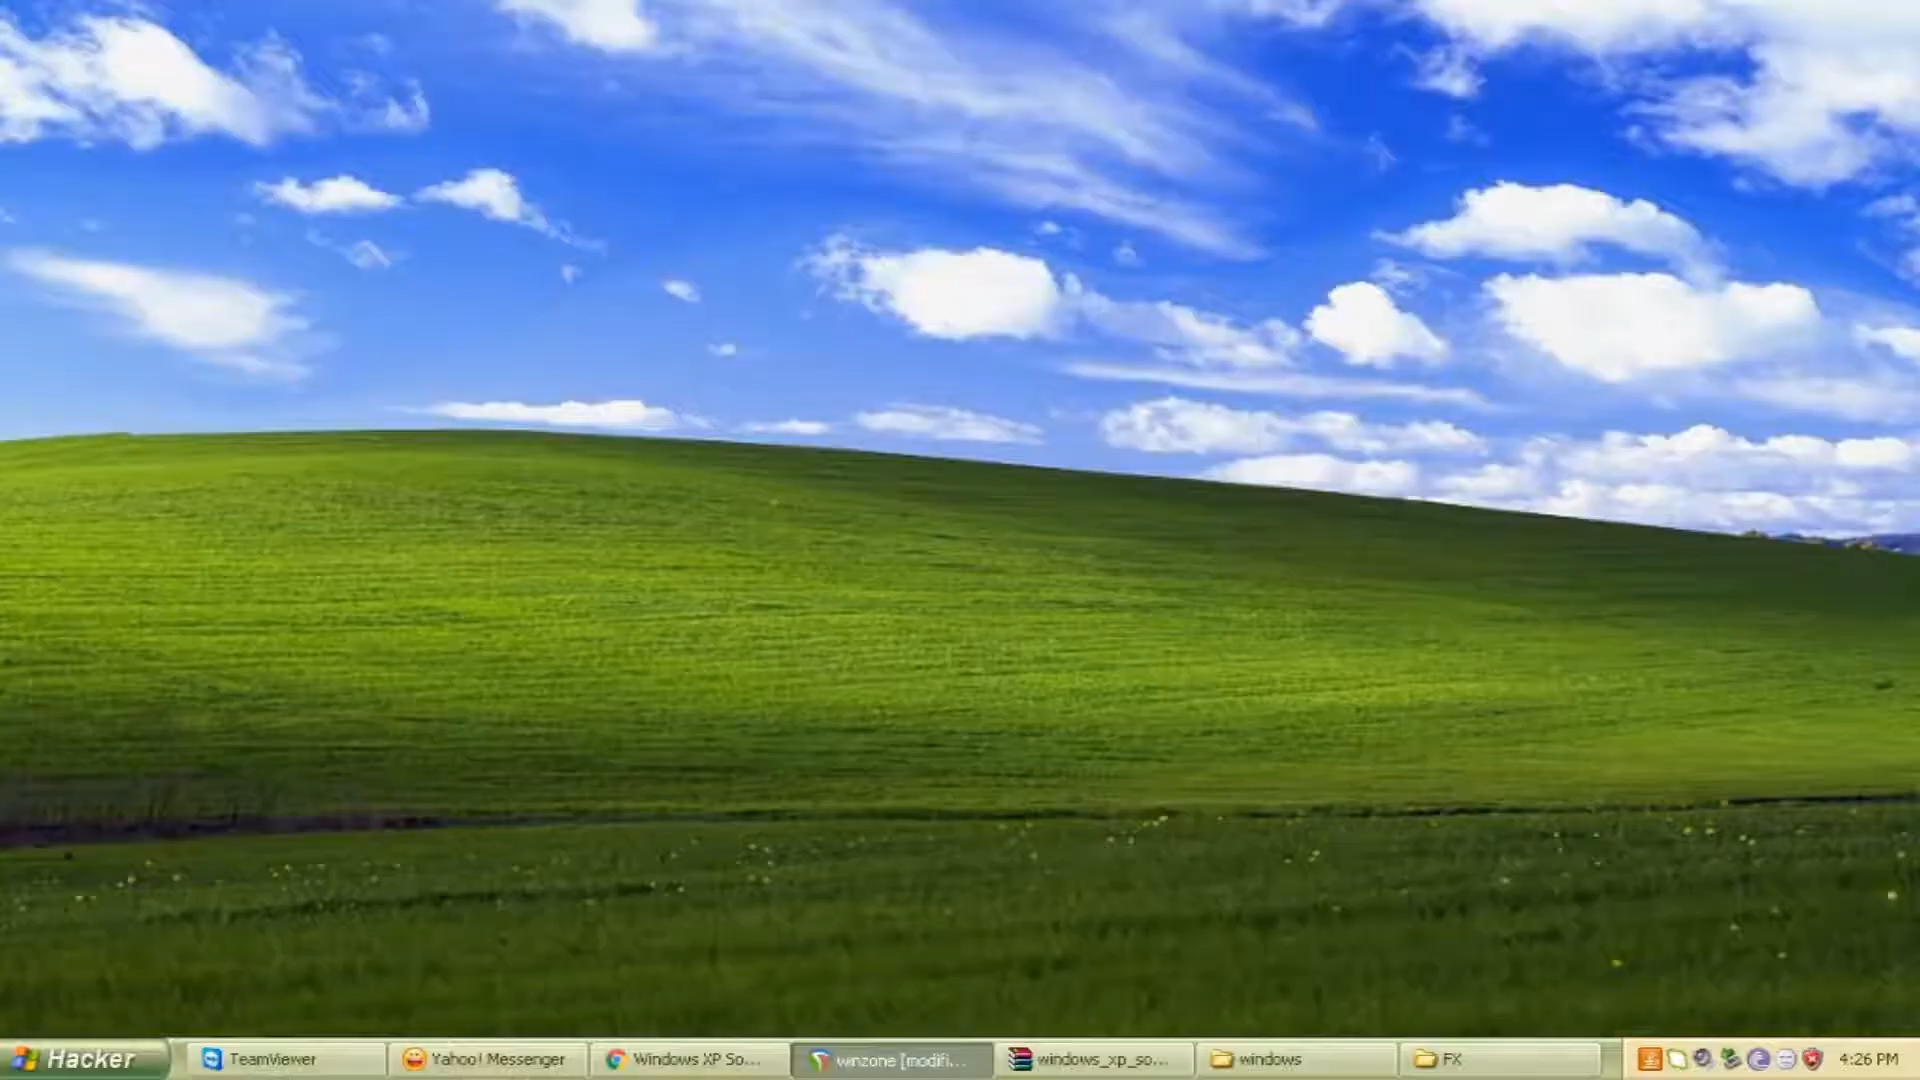 Hacker
TeamViewer
Yahoo! Messenger
Windows XP So...
winzone [modifi...
windows_xp_so...
windows
FX
4:26 PM